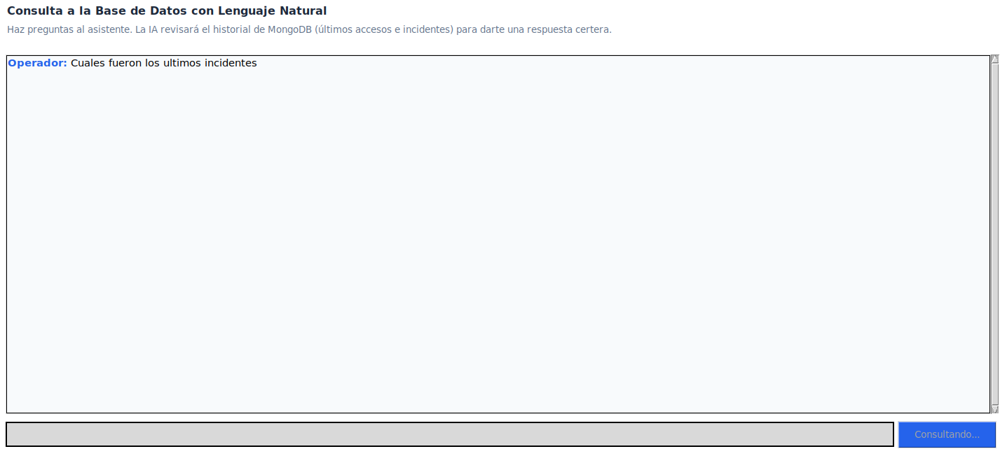 Consulta a la Base de Datos con Lenguaje Natural
Haz preguntas al asistente. La IA revisará el historial de MongoDB (últimos accesos e incidentes) para darte una respuesta certera.
Operador: Cuales fueron los ultimos incidentes
Consultando...